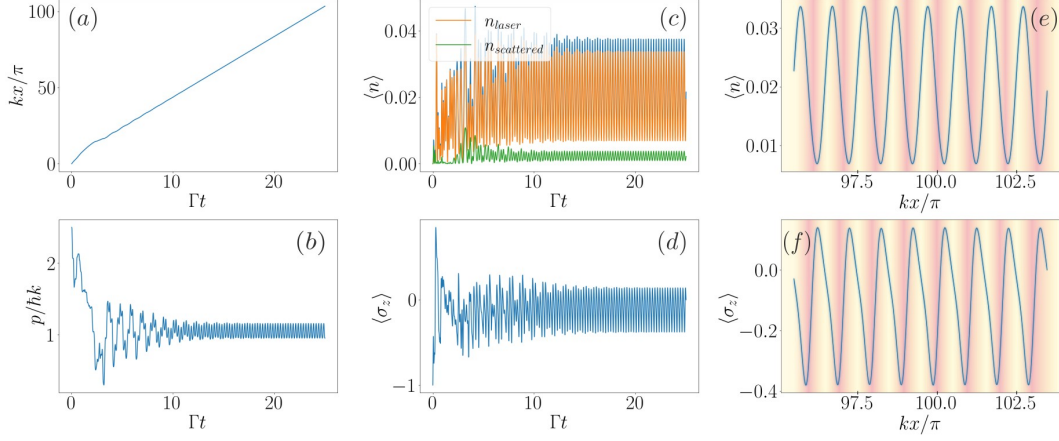 (a)
kx/π
100
50
0
0
10
20
Γt
(c)
n_laser
n_scattered
⟨n⟩
0.04
0.02
0.00
0
10
20
Γt
(e)
⟨n⟩
0.03
0.02
0.01
97.5
100.0
102.5
kx/π
(b)
p/ħk
2
1
0
10
20
Γt
(d)
⟨σ_z⟩
0
−1
0
10
20
Γt
(f)
⟨σ_z⟩
0.0
−0.2
−0.4
97.5
100.0
102.5
kx/π